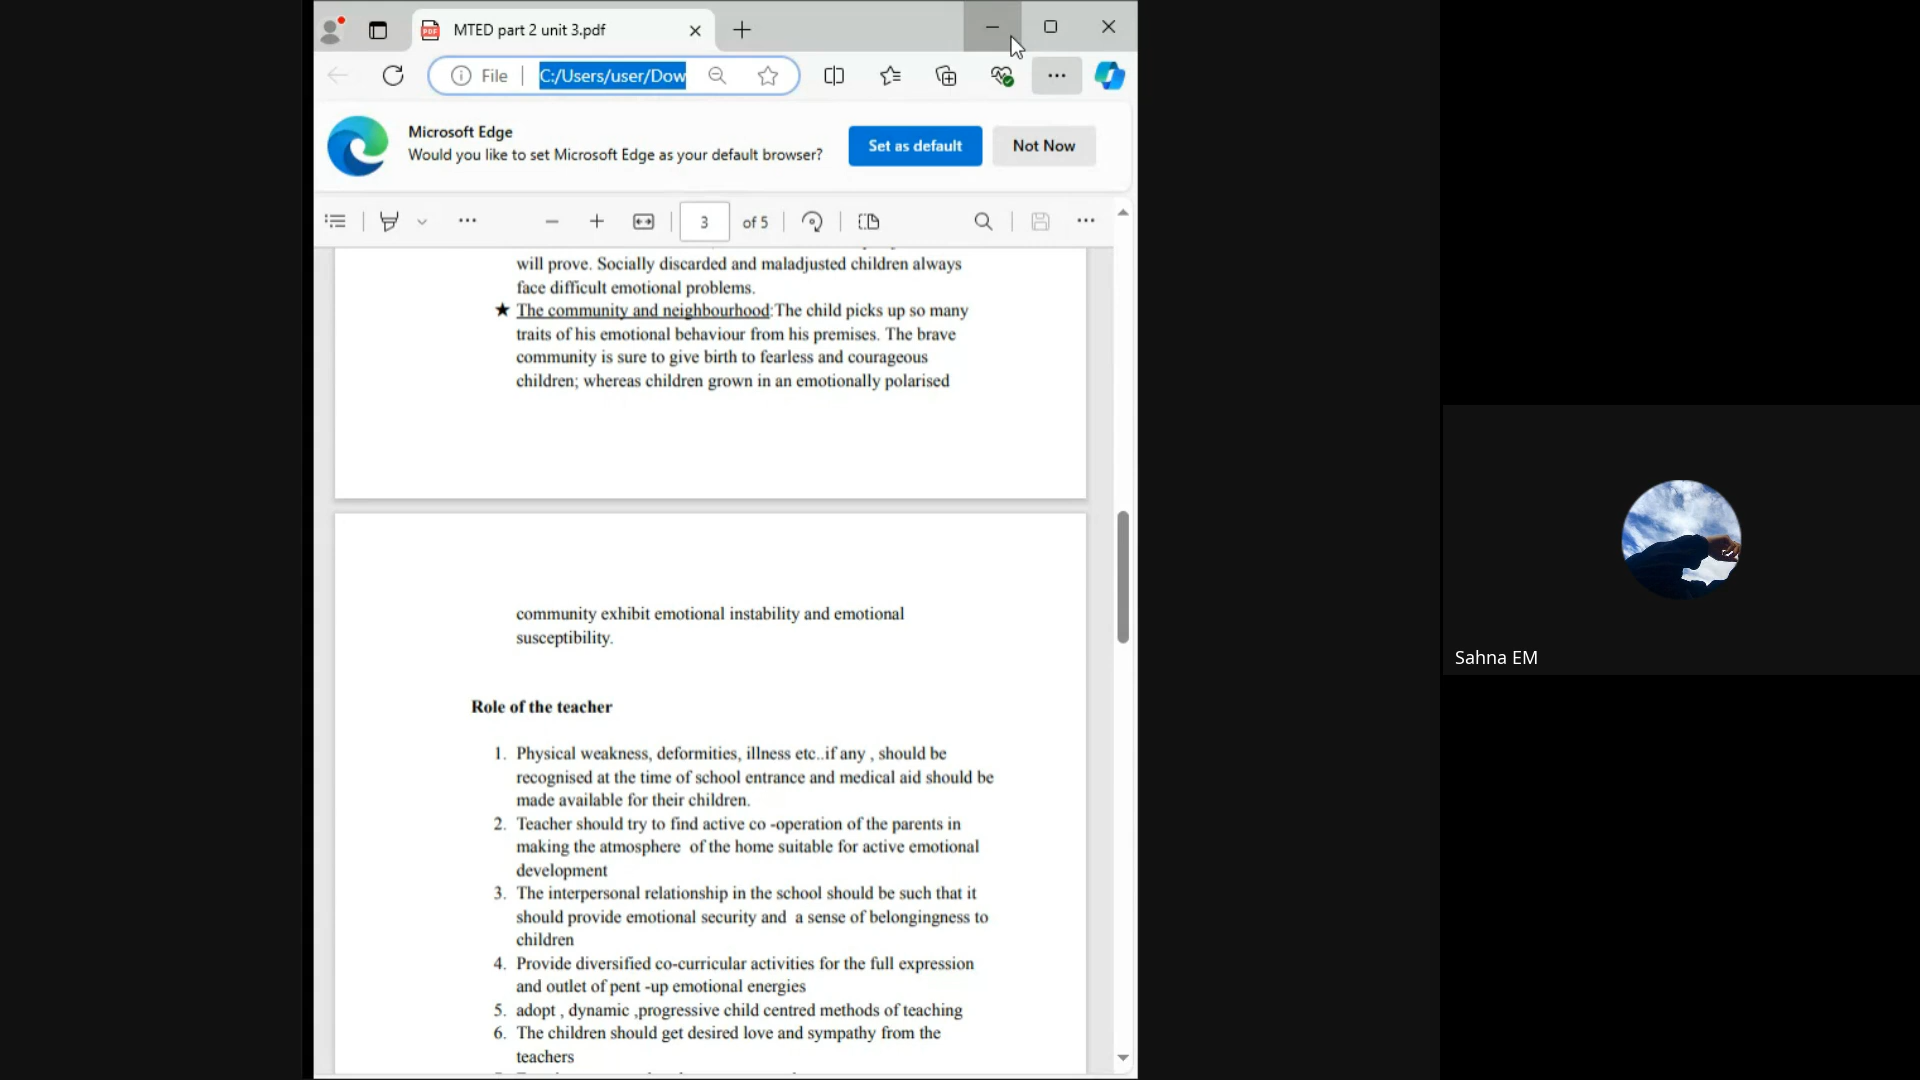 MTED part 2 unit 3.pdf
File
C:/Users/user/Dow
Microsoft Edge
Would you like to set Microsoft Edge as your default browser?
Set as default
Not Now
3
of 5
will prove. Socially discarded and maladjusted children always
face difficult emotional problems.
★ The community and neighbourhood:The child picks up so many
traits of his emotional behaviour from his premises. The brave
community is sure to give birth to fearless and courageous
children; whereas children grown in an emotionally polarised
community exhibit emotional instability and emotional
susceptibility.
Role of the teacher
1. Physical weakness, deformities, illness etc..if any , should be
recognised at the time of school entrance and medical aid should be
made available for their children.
2. Teacher should try to find active co -operation of the parents in
making the atmosphere of the home suitable for active emotional
development
3. The interpersonal relationship in the school should be such that it
should provide emotional security and a sense of belongingness to
children
4. Provide diversified co-curricular activities for the full expression
and outlet of pent -up emotional energies
5. adopt , dynamic ,progressive child centred methods of teaching
6. The children should get desired love and sympathy from the
teachers
Sahna EM